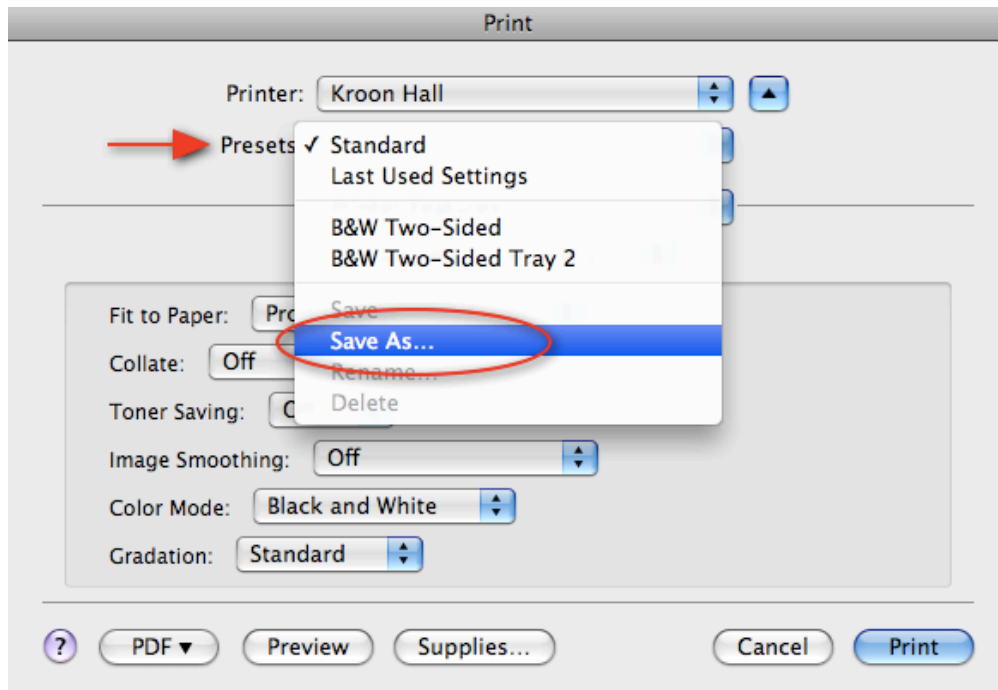 Print
Printer: Kroon Hall
Presets ✓ Standard
Last Used Settings
B&W Two-Sided
B&W Two-Sided Tray 2
Save
Fit to Paper:
Save As...
Collate: Off
Rename...
Toner Saving:
Delete
Image Smoothing: Off
Color Mode: Black and White
Gradation: Standard
? PDF ▼ Preview Supplies... Cancel Print